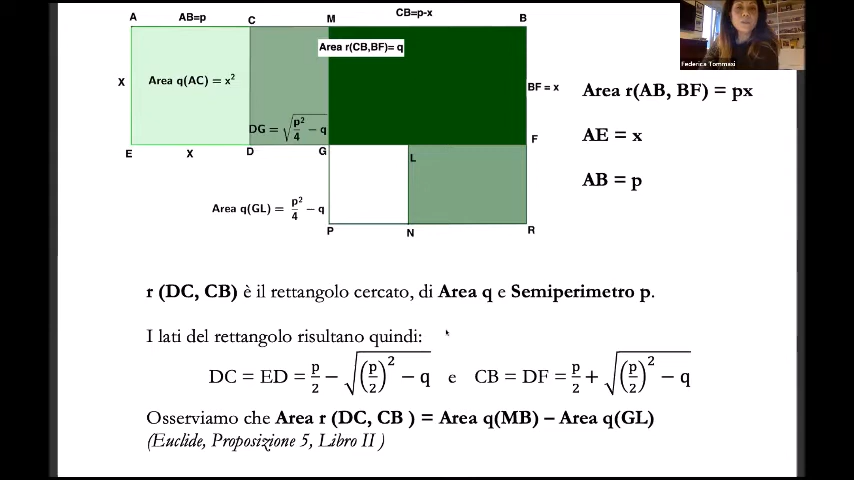 A AB=p C M CB=p-x B
Federica Tommasi
Area r(CB,BF)= q
X Area q(AC) = x² BF = x
Area r(AB, BF) = px
DG = √p²/4 − q
AE = x
E X D G F
L
AB = p
Area q(GL) = p²/4 − q
P N R
r (DC, CB) è il rettangolo cercato, di Area q e Semiperimetro p.
I lati del rettangolo risultano quindi:
DC = ED = p/2 − √(p/2)² − q e CB = DF = p/2 + √(p/2)² − q
Osserviamo che Area r (DC, CB ) = Area q(MB) – Area q(GL)
(Euclide, Proposizione 5, Libro II )